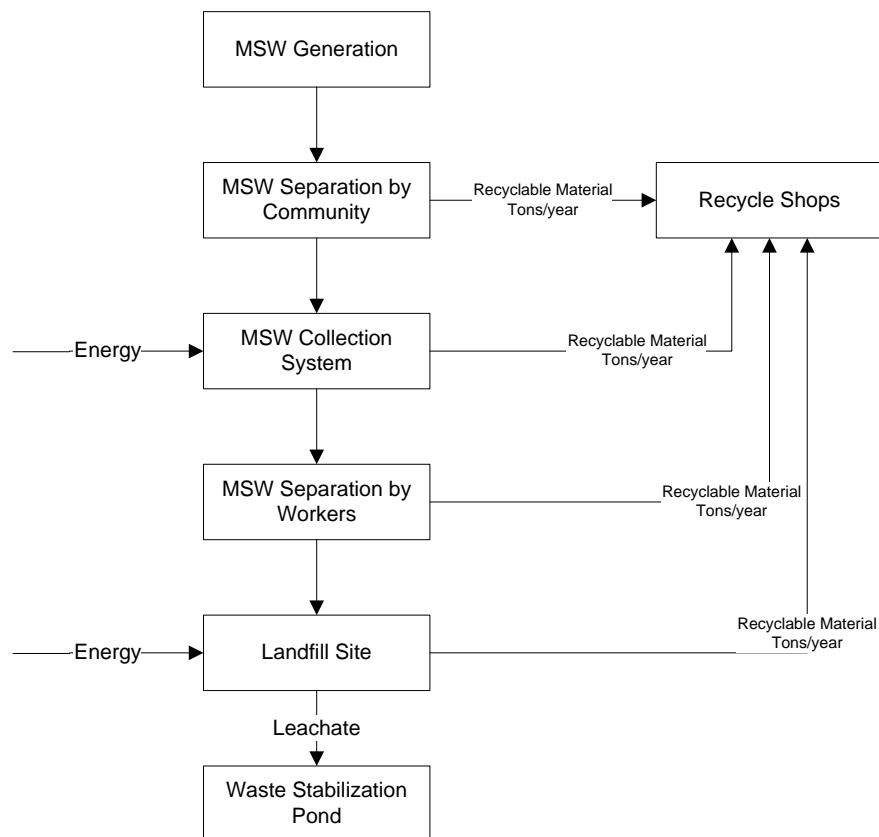 MSW Generation
MSW Separation by
Community
Recyclable Material
Tons/year
Recycle Shops
Energy
MSW Collection
System
Recyclable Material
Tons/year
MSW Separation by
Workers
Recyclable Material
Tons/year
Energy
Landfill Site
Recyclable Material
Tons/year
Leachate
Waste Stabilization
Pond